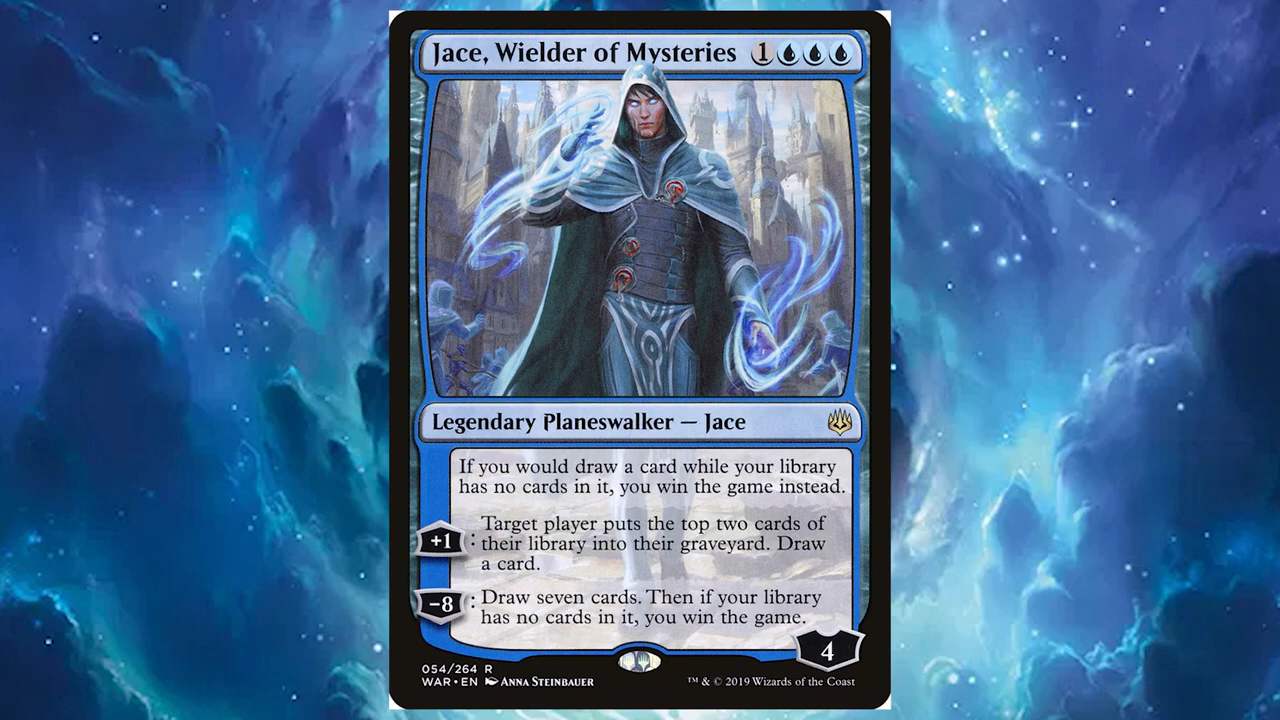 Jace, Wielder of Mysteries 1
Legendary Planeswalker — Jace
If you would draw a card while your library
has no cards in it, you win the game instead.
+1 : Target player puts the top two cards of
their library into their graveyard. Draw
a card.
−8 : Draw seven cards. Then if your library
has no cards in it, you win the game.
4
054/264 R
WAR • EN Anna Steinbauer
™ & © 2019 Wizards of the Coast